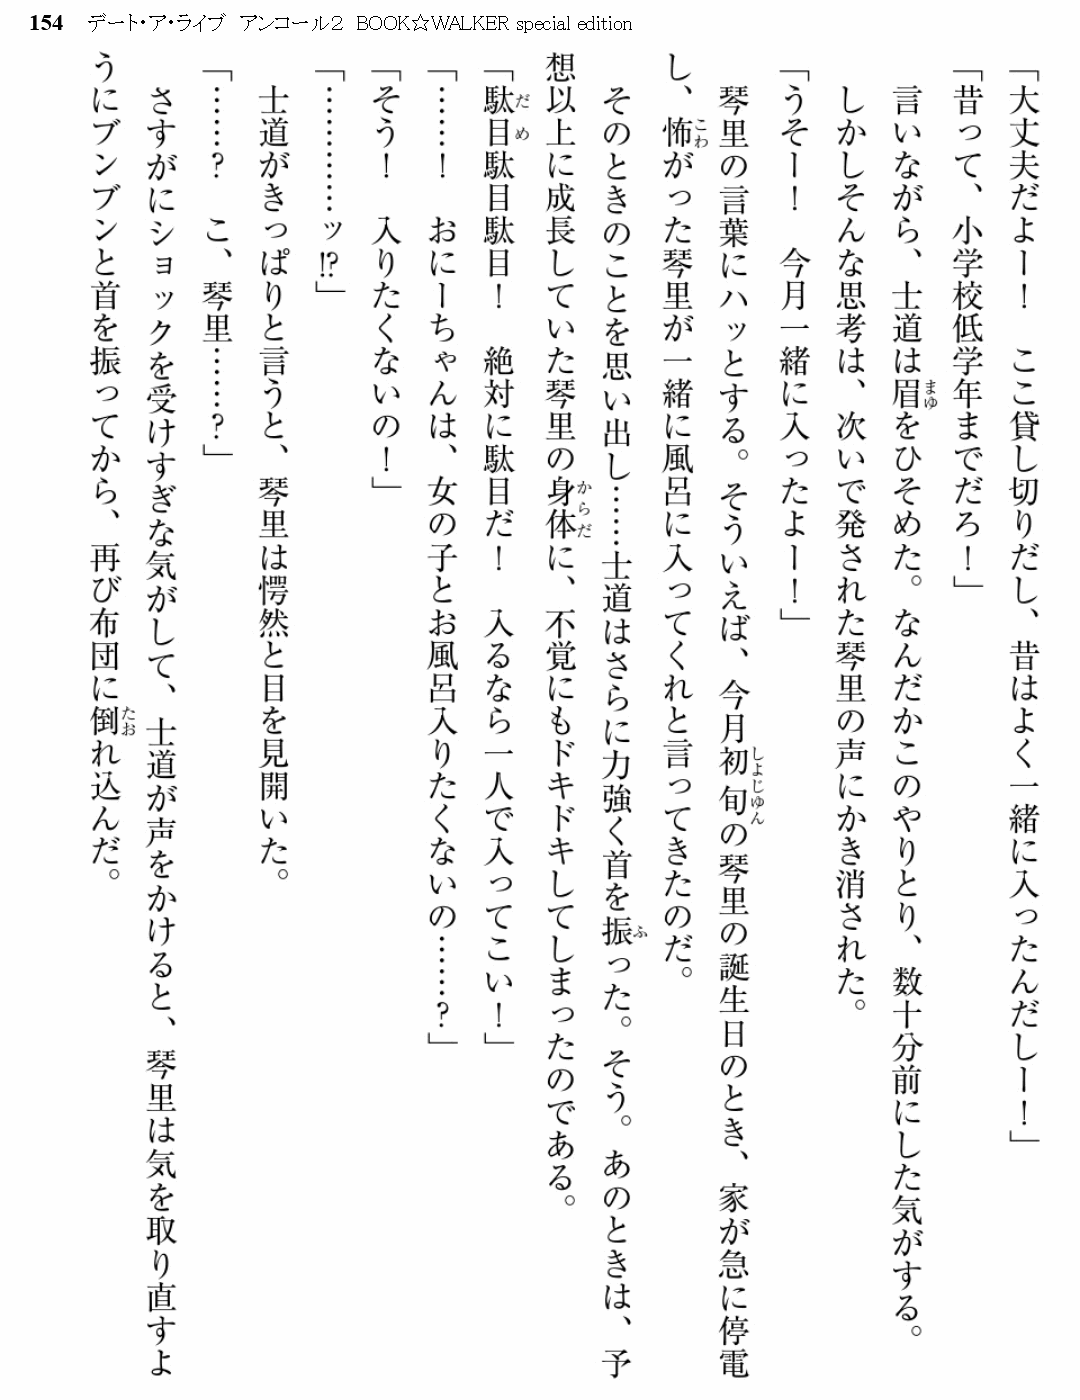 154 デート・ア・ライブ　アンコール２　BOOK☆WALKER special edition
「大丈夫だよー！　ここ貸し切りだし、昔はよく一緒に入ったんだしー！」
「昔って、小学校低学年までだろ！」
　言いながら、士道は眉をひそめた。なんだかこのやりとり、数十分前にした気がする。
　しかしそんな思考は、次いで発された琴里の声にかき消された。
「うそー！　今月一緒に入ったよー！」
　琴里の言葉にハッとする。そういえば、今月初旬の琴里の誕生日のとき、家が急に停電
し、怖がった琴里が一緒に風呂に入ってくれと言ってきたのだ。
　そのときのことを思い出し……士道はさらに力強く首を振った。そう。あのときは、予
想以上に成長していた琴里の身体に、不覚にもドキドキしてしまったのである。
「駄目駄目駄目！　絶対に駄目だ！　入るなら一人で入ってこい！」
「……！　おにーちゃんは、女の子とお風呂入りたくないの……？」
「そう！　入りたくないの！」
「…………ッ!?」
　士道がきっぱりと言うと、琴里は愕然と目を見開いた。
「……？　こ、琴里……？」
　さすがにショックを受けすぎな気がして、士道が声をかけると、琴里は気を取り直すよ
うにブンブンと首を振ってから、再び布団に倒れ込んだ。